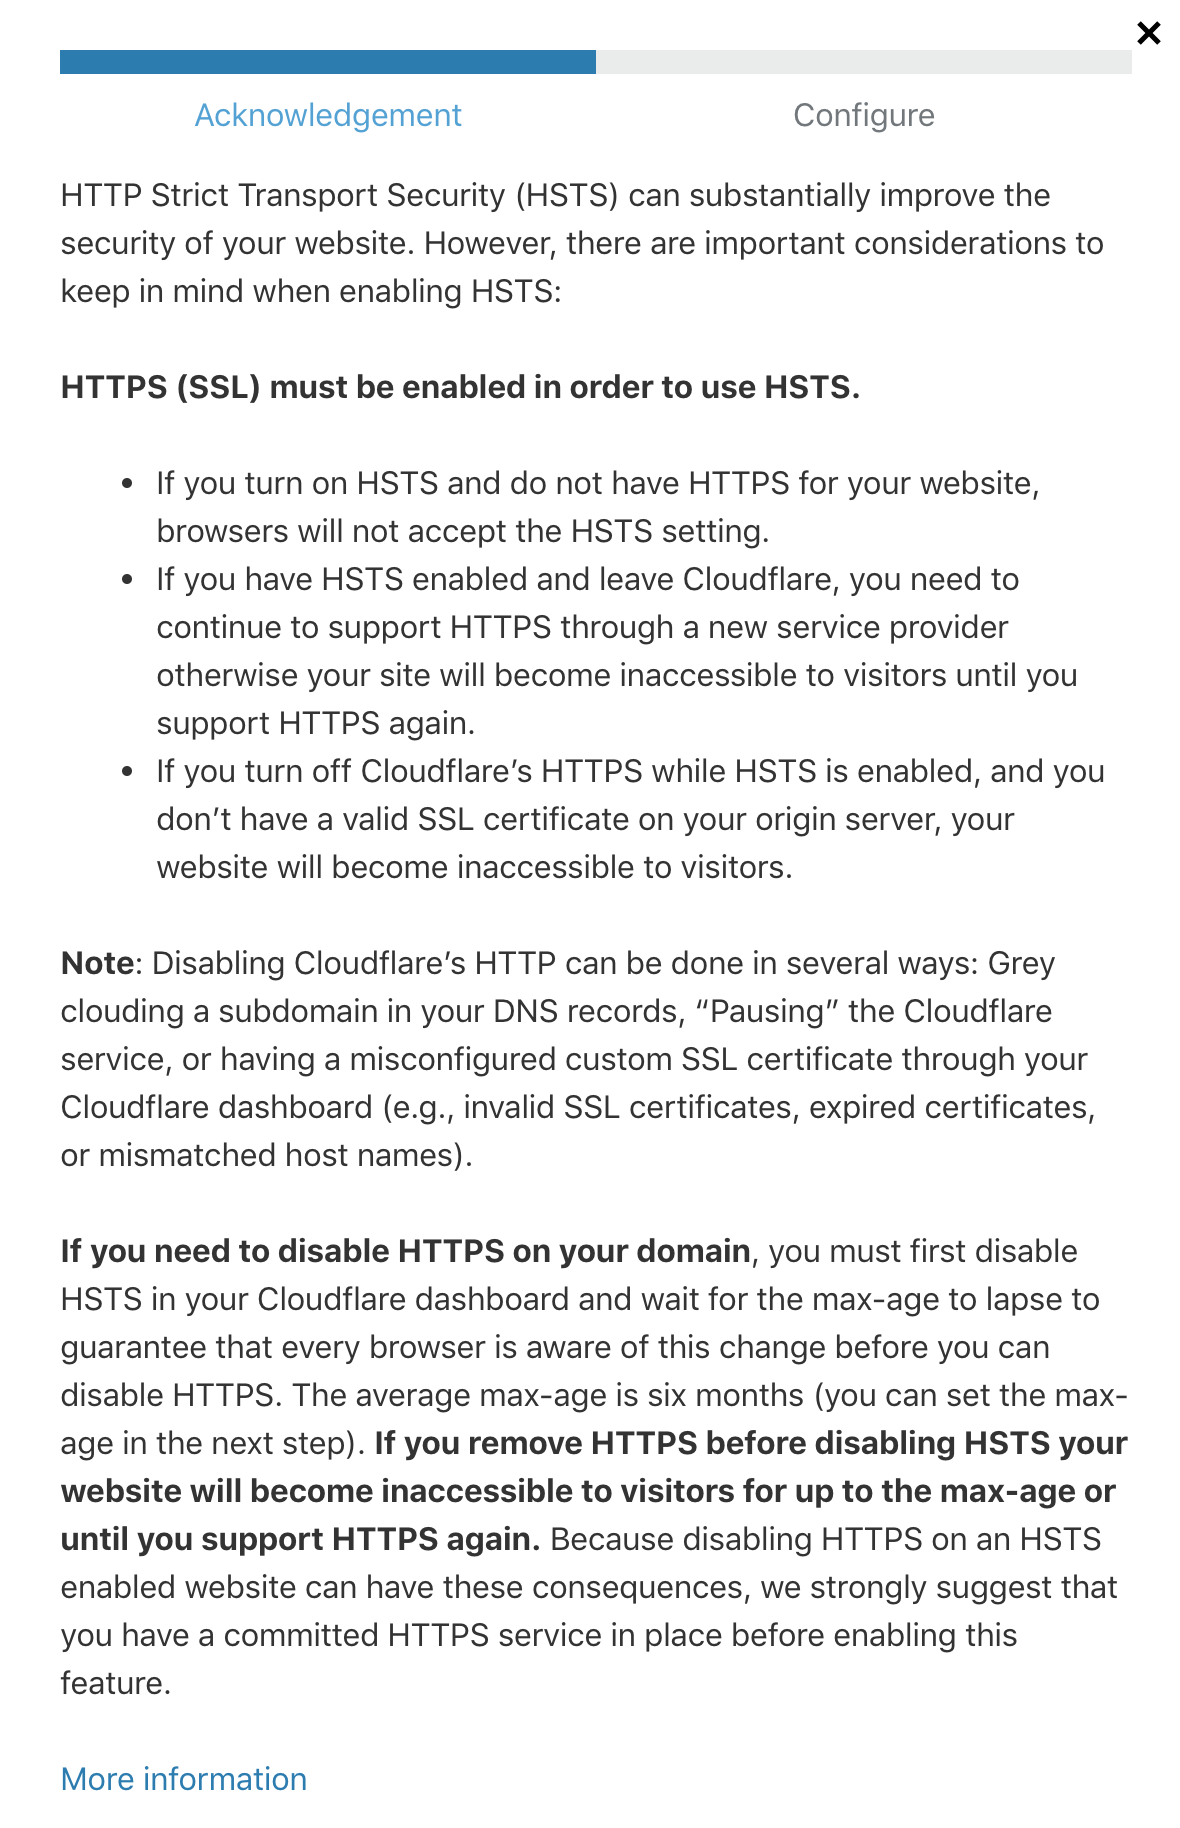 Acknowledgement
Configure
HTTP Strict Transport Security (HSTS) can substantially improve the
security of your website. However, there are important considerations to
keep in mind when enabling HSTS:
HTTPS (SSL) must be enabled in order to use HSTS.
• If you turn on HSTS and do not have HTTPS for your website,
browsers will not accept the HSTS setting.
• If you have HSTS enabled and leave Cloudflare, you need to
continue to support HTTPS through a new service provider
otherwise your site will become inaccessible to visitors until you
support HTTPS again.
• If you turn off Cloudflare’s HTTPS while HSTS is enabled, and you
don’t have a valid SSL certificate on your origin server, your
website will become inaccessible to visitors.
Note: Disabling Cloudflare’s HTTP can be done in several ways: Grey
clouding a subdomain in your DNS records, “Pausing” the Cloudflare
service, or having a misconfigured custom SSL certificate through your
Cloudflare dashboard (e.g., invalid SSL certificates, expired certificates,
or mismatched host names).
If you need to disable HTTPS on your domain, you must first disable
HSTS in your Cloudflare dashboard and wait for the max-age to lapse to
guarantee that every browser is aware of this change before you can
disable HTTPS. The average max-age is six months (you can set the max-
age in the next step). If you remove HTTPS before disabling HSTS your
website will become inaccessible to visitors for up to the max-age or
until you support HTTPS again. Because disabling HTTPS on an HSTS
enabled website can have these consequences, we strongly suggest that
you have a committed HTTPS service in place before enabling this
feature.
More information